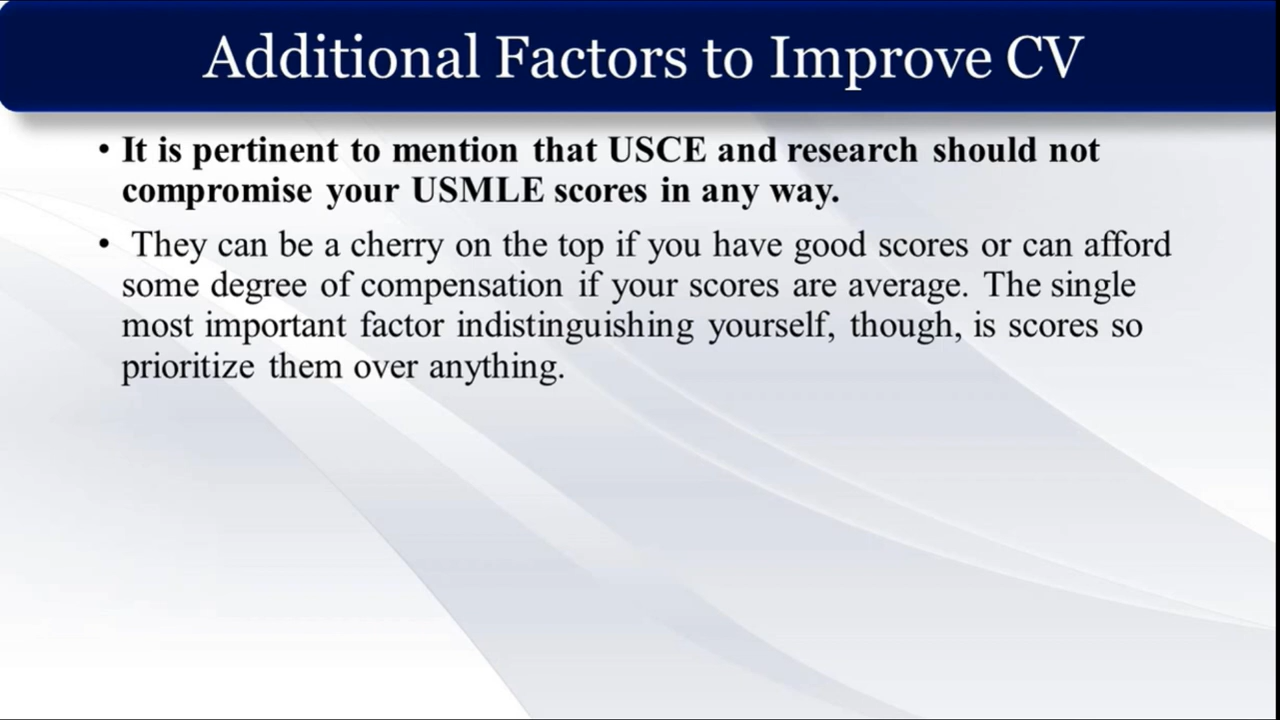 Additional Factors to Improve CV
• It is pertinent to mention that USCE and research should not
compromise your USMLE scores in any way.
• They can be a cherry on the top if you have good scores or can afford
some degree of compensation if your scores are average. The single
most important factor indistinguishing yourself, though, is scores so
prioritize them over anything.